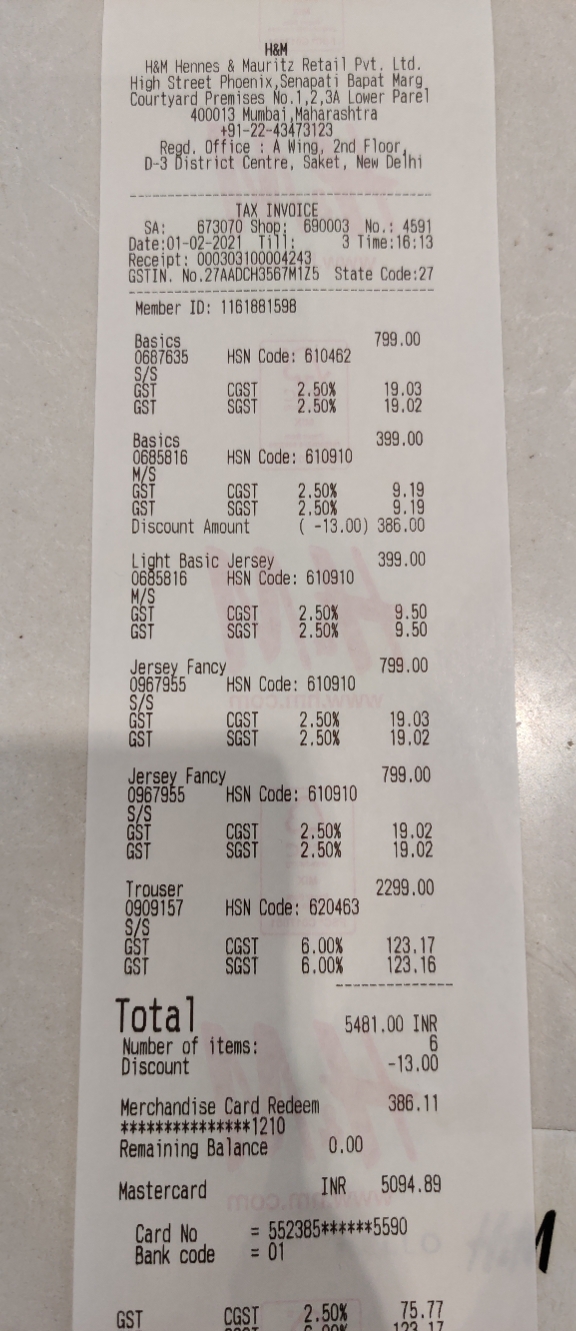 H&M
H&M Hennes & Mauritz Retail Pvt. Ltd.
High Street Phoenix,Senapati Bapat Marg
Courtyard Premises No.1,2,3A Lower Parel
400013 Mumbai,Maharashtra
+91-22-43473123
Regd. Office : A Wing, 2nd Floor,
D-3 District Centre, Saket, New Delhi
TAX INVOICE
SA: 673070 Shop: 690003 No.: 4591
Date:01-02-2021 Till: 3 Time:16:13
Receipt: 000303100004243
GSTIN. No.27AADCH3567M1Z5 State Code:27
Member ID: 1161881598
Basics 799.00
0687635 HSN Code: 610462
S/S
GST CGST 2.50% 19.03
GST SGST 2.50% 19.02
Basics 399.00
0685816 HSN Code: 610910
M/S
GST CGST 2.50% 9.19
GST SGST 2.50% 9.19
Discount Amount ( -13.00) 386.00
Light Basic Jersey 399.00
0685816 HSN Code: 610910
M/S
GST CGST 2.50% 9.50
GST SGST 2.50% 9.50
Jersey Fancy 799.00
0967955 HSN Code: 610910
S/S
GST CGST 2.50% 19.03
GST SGST 2.50% 19.02
Jersey Fancy 799.00
0967955 HSN Code: 610910
S/S
GST CGST 2.50% 19.02
GST SGST 2.50% 19.02
Trouser 2299.00
0909157 HSN Code: 620463
S/S
GST CGST 6.00% 123.17
GST SGST 6.00% 123.16
Total 5481.00 INR
Number of items: 6
Discount -13.00
Merchandise Card Redeem 386.11
***************1210
Remaining Balance 0.00
Mastercard INR 5094.89
Card No = 552385******5590
Bank code = 01
GST CGST 2.50% 75.77